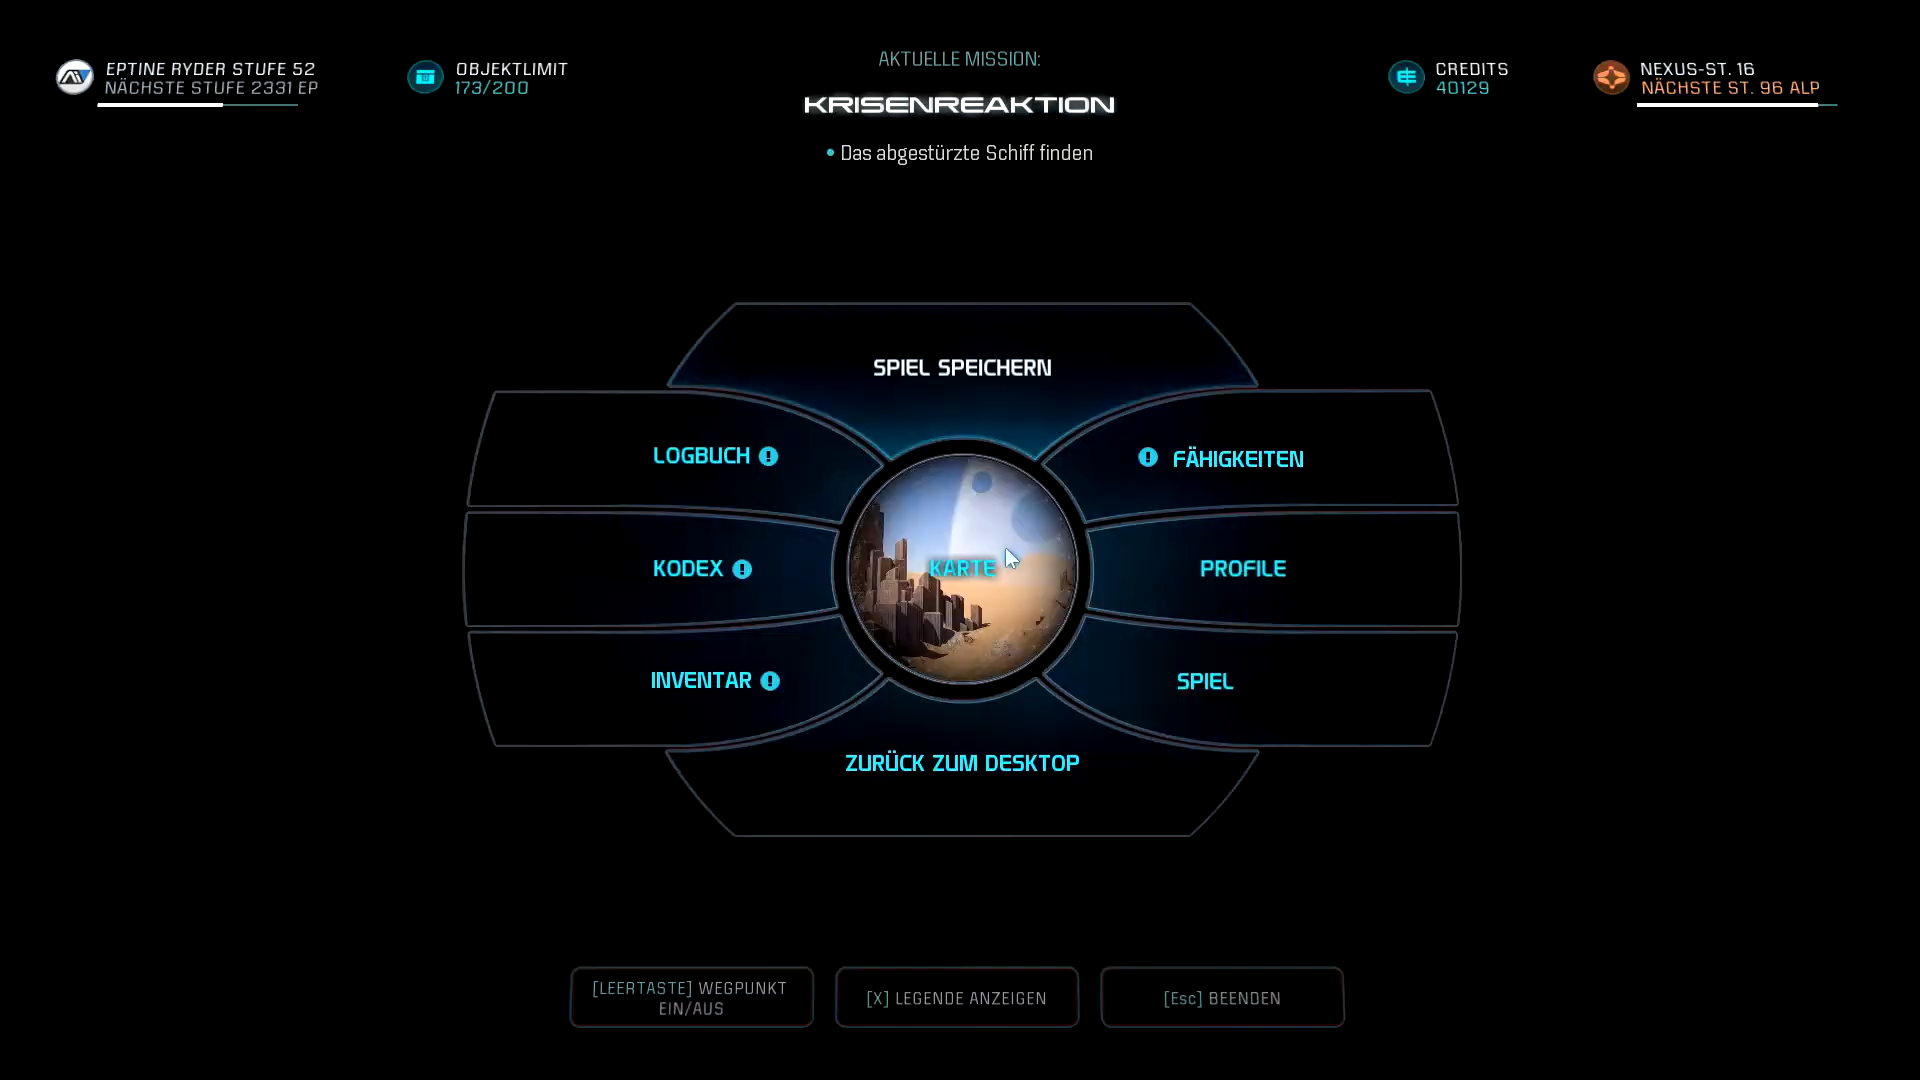 EPTINE RYDER STUFE 52
NÄCHSTE STUFE 2331 EP
OBJEKTLIMIT
173/200
AKTUELLE MISSION:
KRISENREAKTION
• Das abgestürzte Schiff finden
CREDITS
40129
NEXUS-ST. 16
NÄCHSTE ST. 96 ALP
SPIEL SPEICHERN
LOGBUCH
FÄHIGKEITEN
KODEX
KARTE
PROFILE
INVENTAR
SPIEL
ZURÜCK ZUM DESKTOP
[LEERTASTE] WEGPUNKT
EIN/AUS
[X] LEGENDE ANZEIGEN
[Esc] BEENDEN